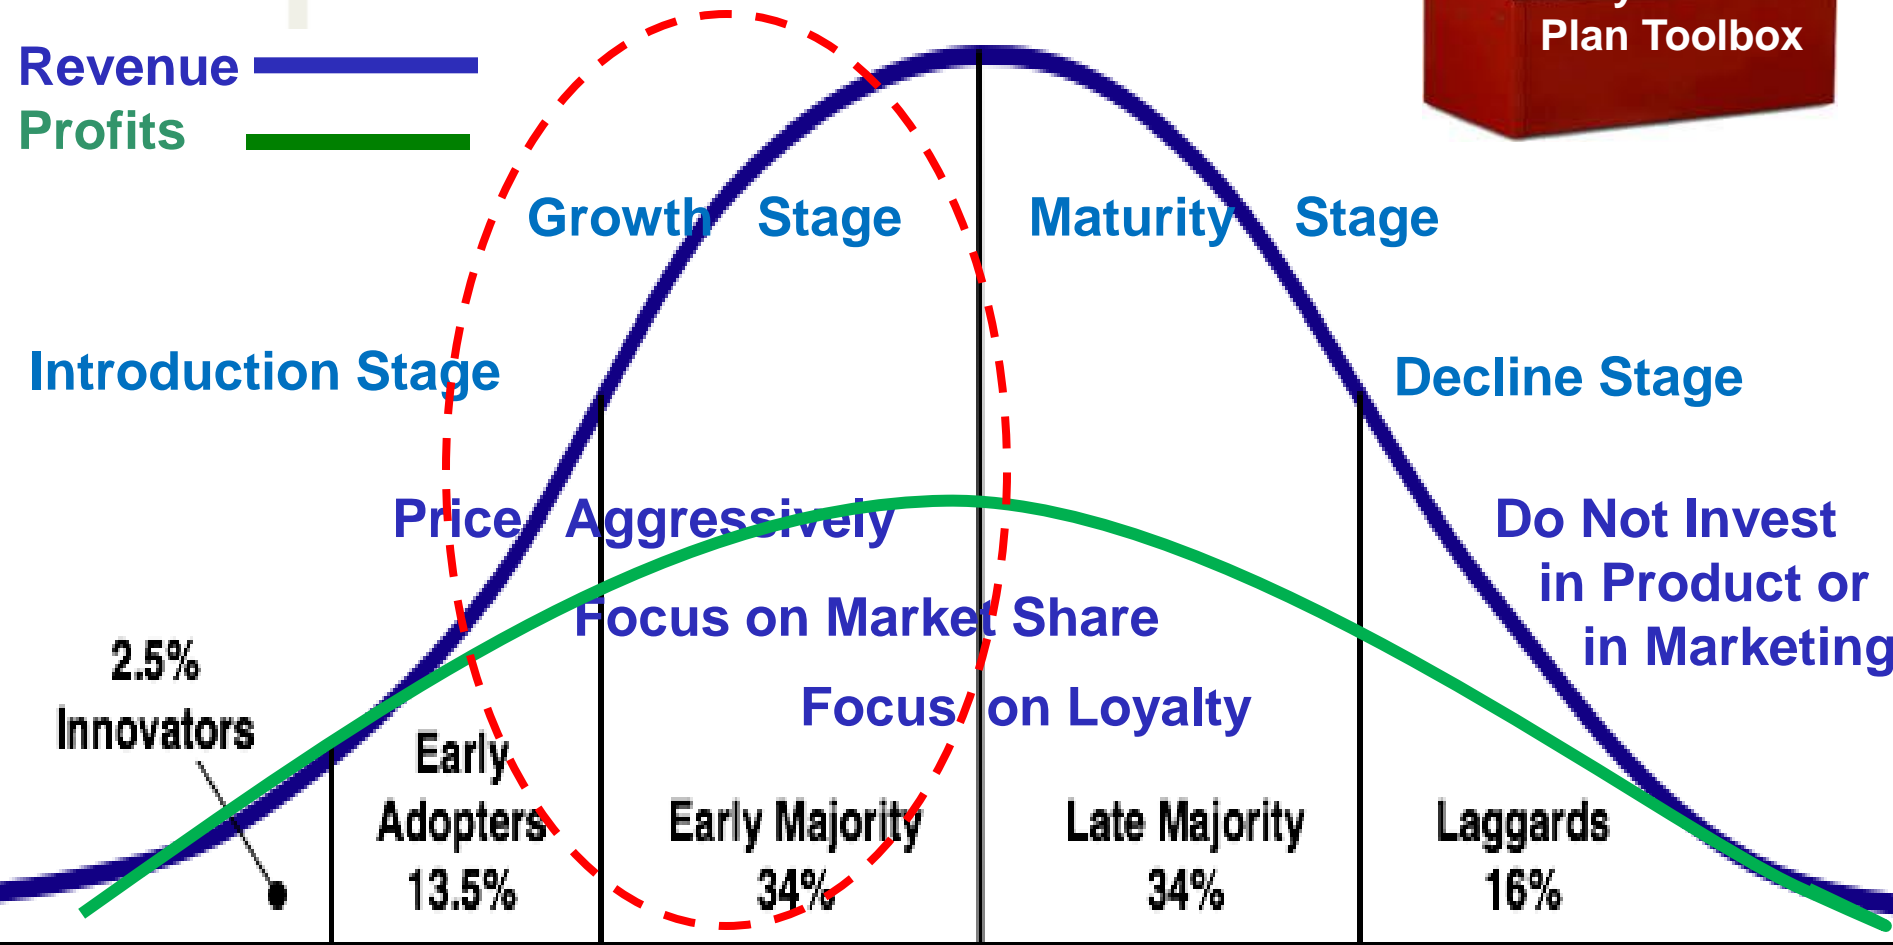 Plan Toolbox
Revenue
Profits
Growth Stage
Maturity Stage
Introduction Stage
Decline Stage
Price Aggressively
Do Not Invest
in Product or
in Marketing
Focus on Market Share
Focus on Loyalty
2.5%
Innovators
Early
Adopters
13.5%
Early Majority
34%
Late Majority
34%
Laggards
16%